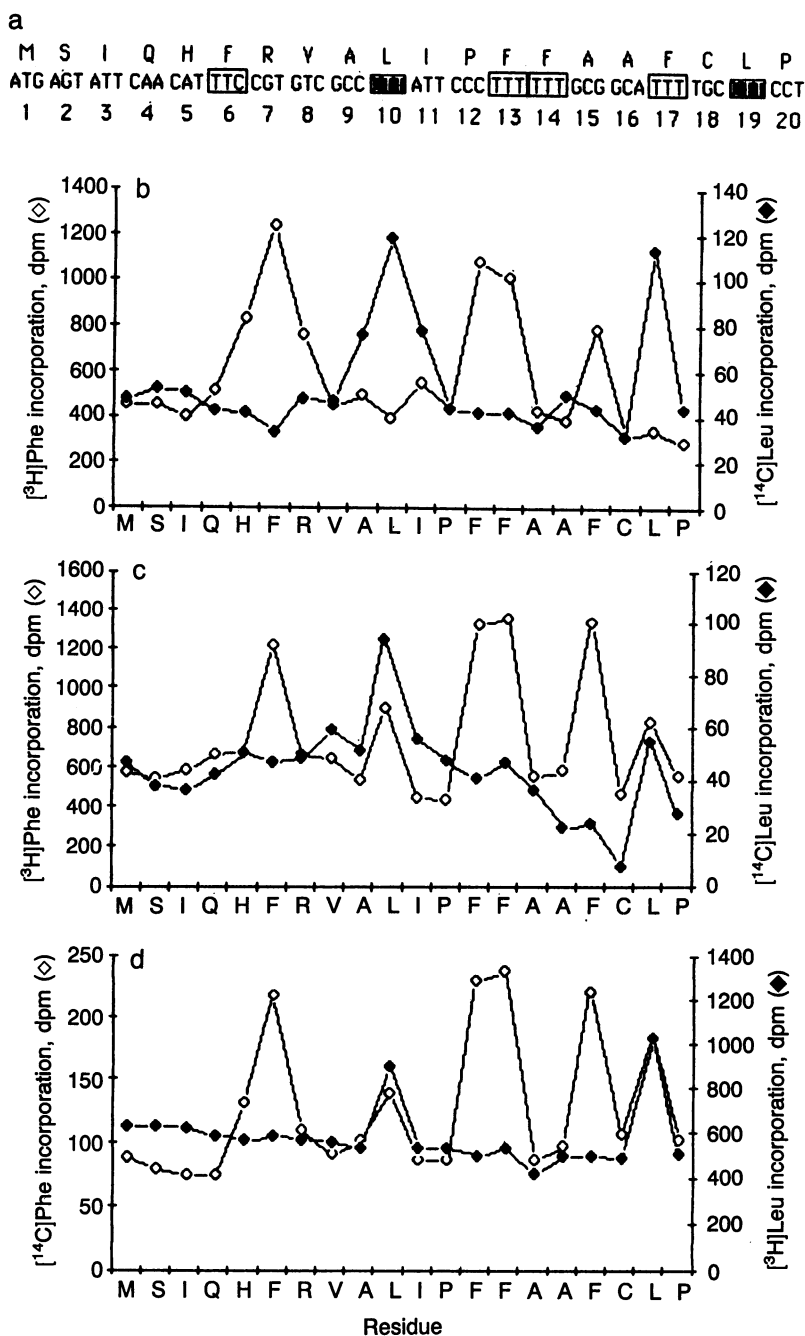 a
M S I Q H F R V A L I P F F A A F C L P
ATG AGT ATT CAA CAT TTC CGT GTC GCC ATT CCC TTT TTT GCG GCA TTT TGC CCT
1 2 3 4 5 6 7 8 9 10 11 12 13 14 15 16 17 18 19 20
b
[³H]Phe incorporation, dpm (◇)
1400
1200
1000
800
600
400
200
0
[¹⁴C]Leu incorporation, dpm (◆)
140
120
100
80
60
40
20
0
M S I Q H F R V A L I P F F A A F C L P
c
[³H]Phe incorporation, dpm (◇)
1600
1400
1200
1000
800
600
400
200
0
[¹⁴C]Leu incorporation, dpm (◆)
120
100
80
60
40
20
0
M S I Q H F R V A L I P F F A A F C L P
d
[¹⁴C]Phe incorporation, dpm (◇)
250
200
150
100
50
0
[³H]Leu incorporation, dpm (◆)
1400
1200
1000
800
600
400
200
0
M S I Q H F R V A L I P F F A A F C L P
Residue